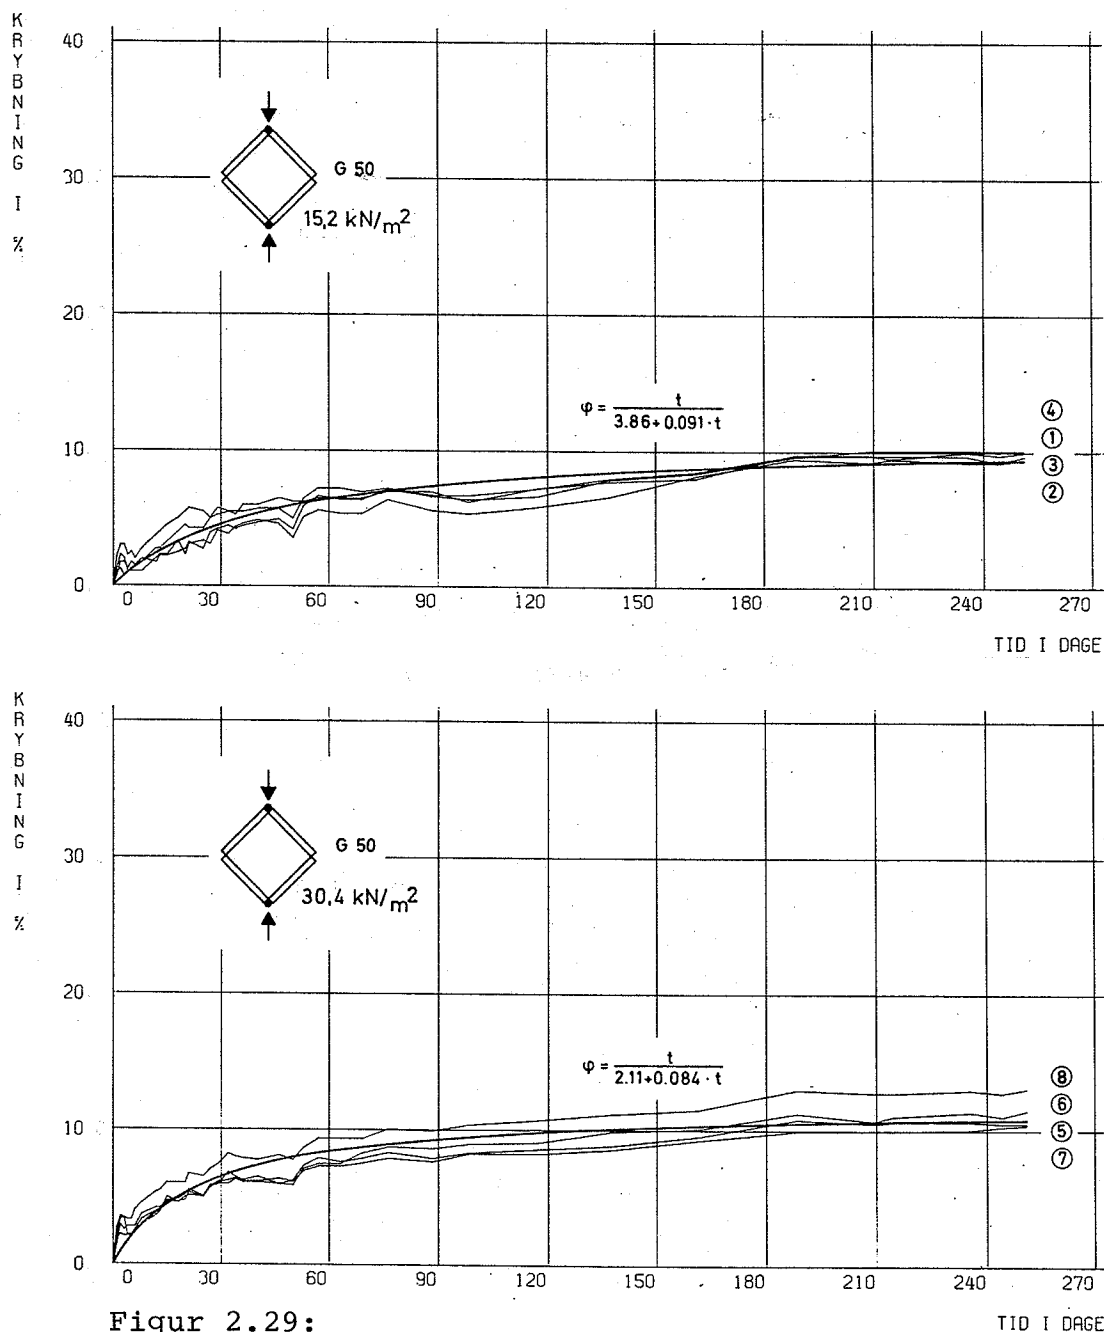 KRYBNING I %
40
30
20
10
0
G 50
15,2 kN/m²
φ = t / 3.86+0.091·t
④
①
③
②
0 30 60 90 120 150 180 210 240 270
TID I DAGE
KRYBNING I %
40
30
20
10
0
G 50
30,4 kN/m²
φ = t / 2.11+0.084·t
⑧
⑥
⑤
⑦
0 30 60 90 120 150 180 210 240 270
TID I DAGE
Figur 2.29: